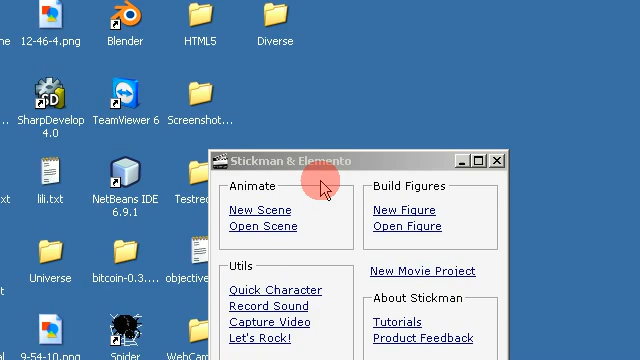 12-46-4.png
Blender
HTML5
Diverse
SharpDevelop
4.0
TeamViewer 6
Screenshot...
lili.txt
NetBeans IDE
6.9.1
Universe
bitcoin-0.3....
9-54-10.png
Spider
Stickman & Elemento
Animate
New Scene
Open Scene
Build Figures
New Figure
Open Figure
Utils
Quick Character
Record Sound
Capture Video
Let's Rock!
New Movie Project
About Stickman
Tutorials
Product Feedback